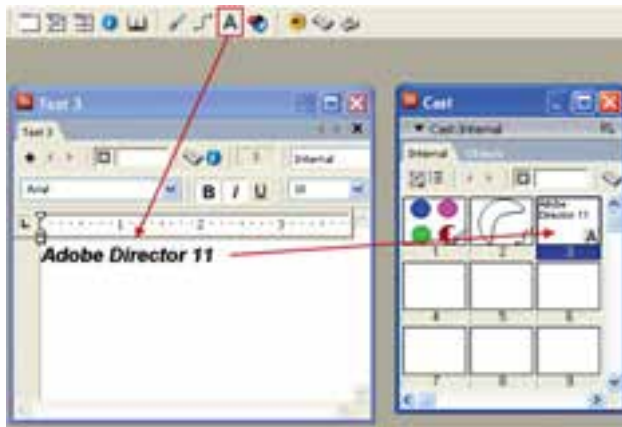 A
Text 3
Text 3
Internal
Arial
B I U
1 2 3
Adobe Director 11
Cast
Cast: Internal
Internal
Adobe
Director 11
A
1 2 3
4 5 6
7 8 9